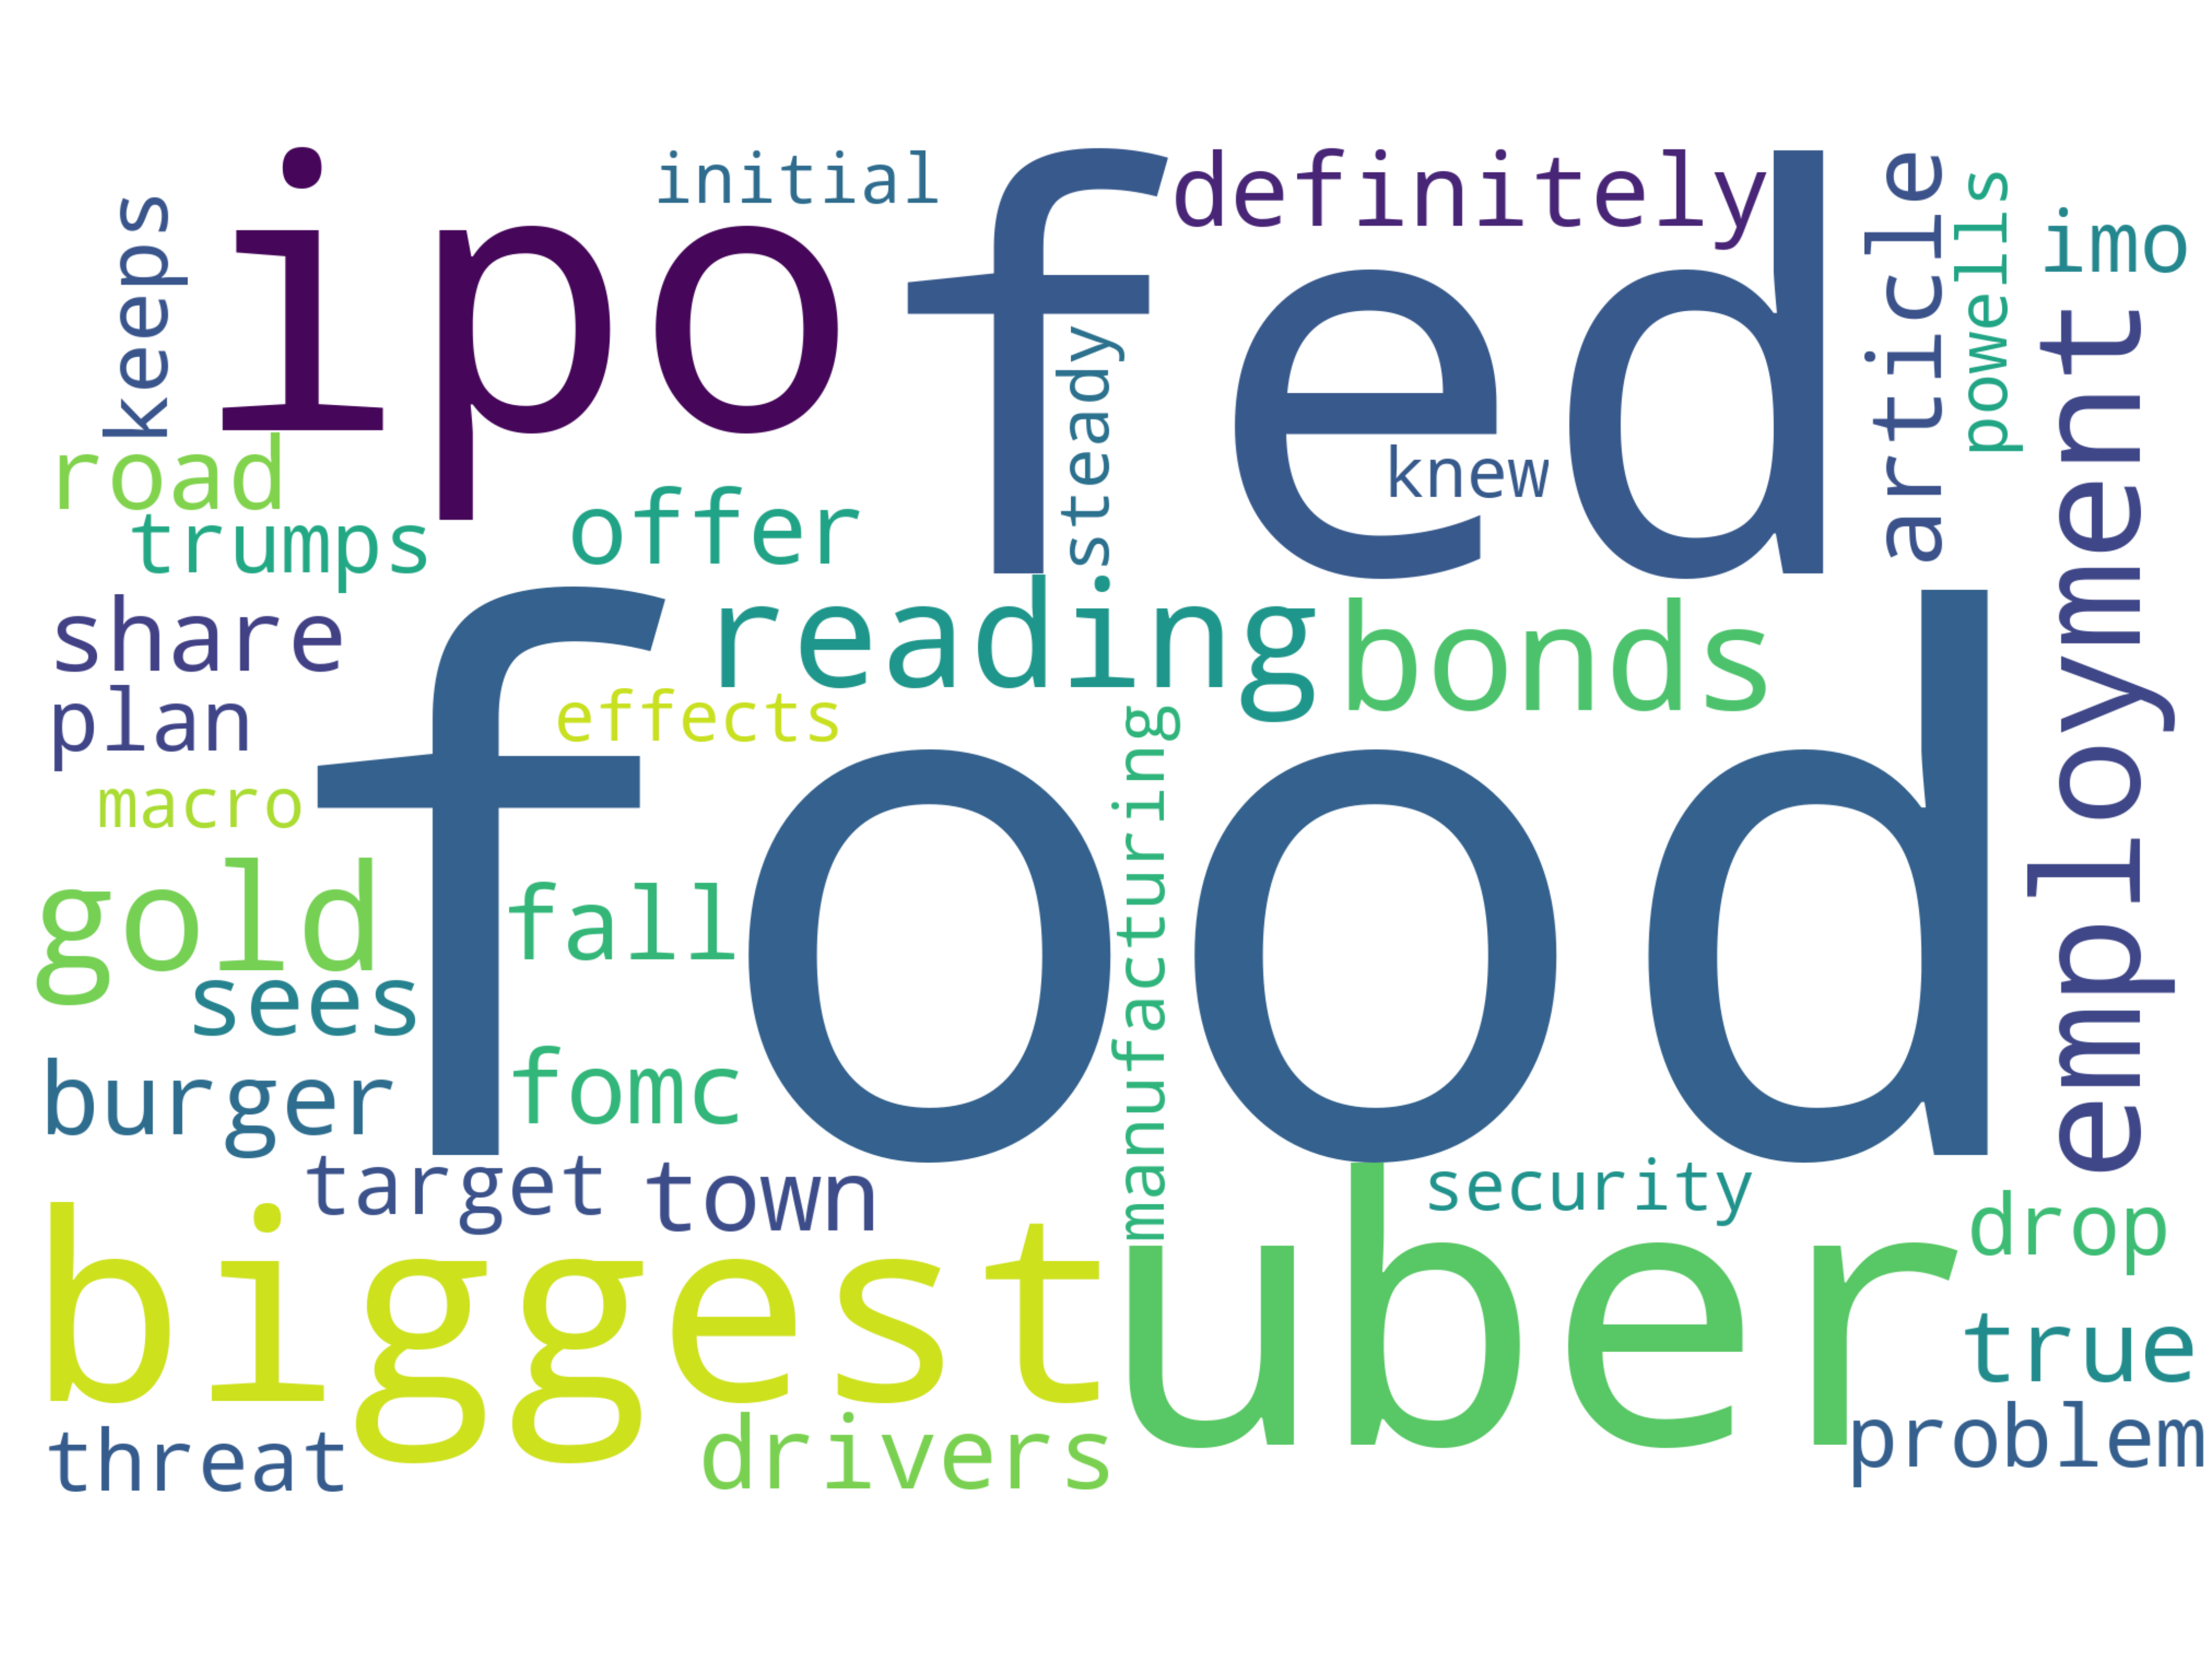 initial
definitely
keeps
ipo
fed
article
powells
imo
steady
knew
road
trumps
offer
employment
share
reading
bonds
plan
effects
macro
food
manufacturing
gold
fall
sees
burger
fomc
target
town
security
biggest
uber
drop
true
threat
drivers
problem